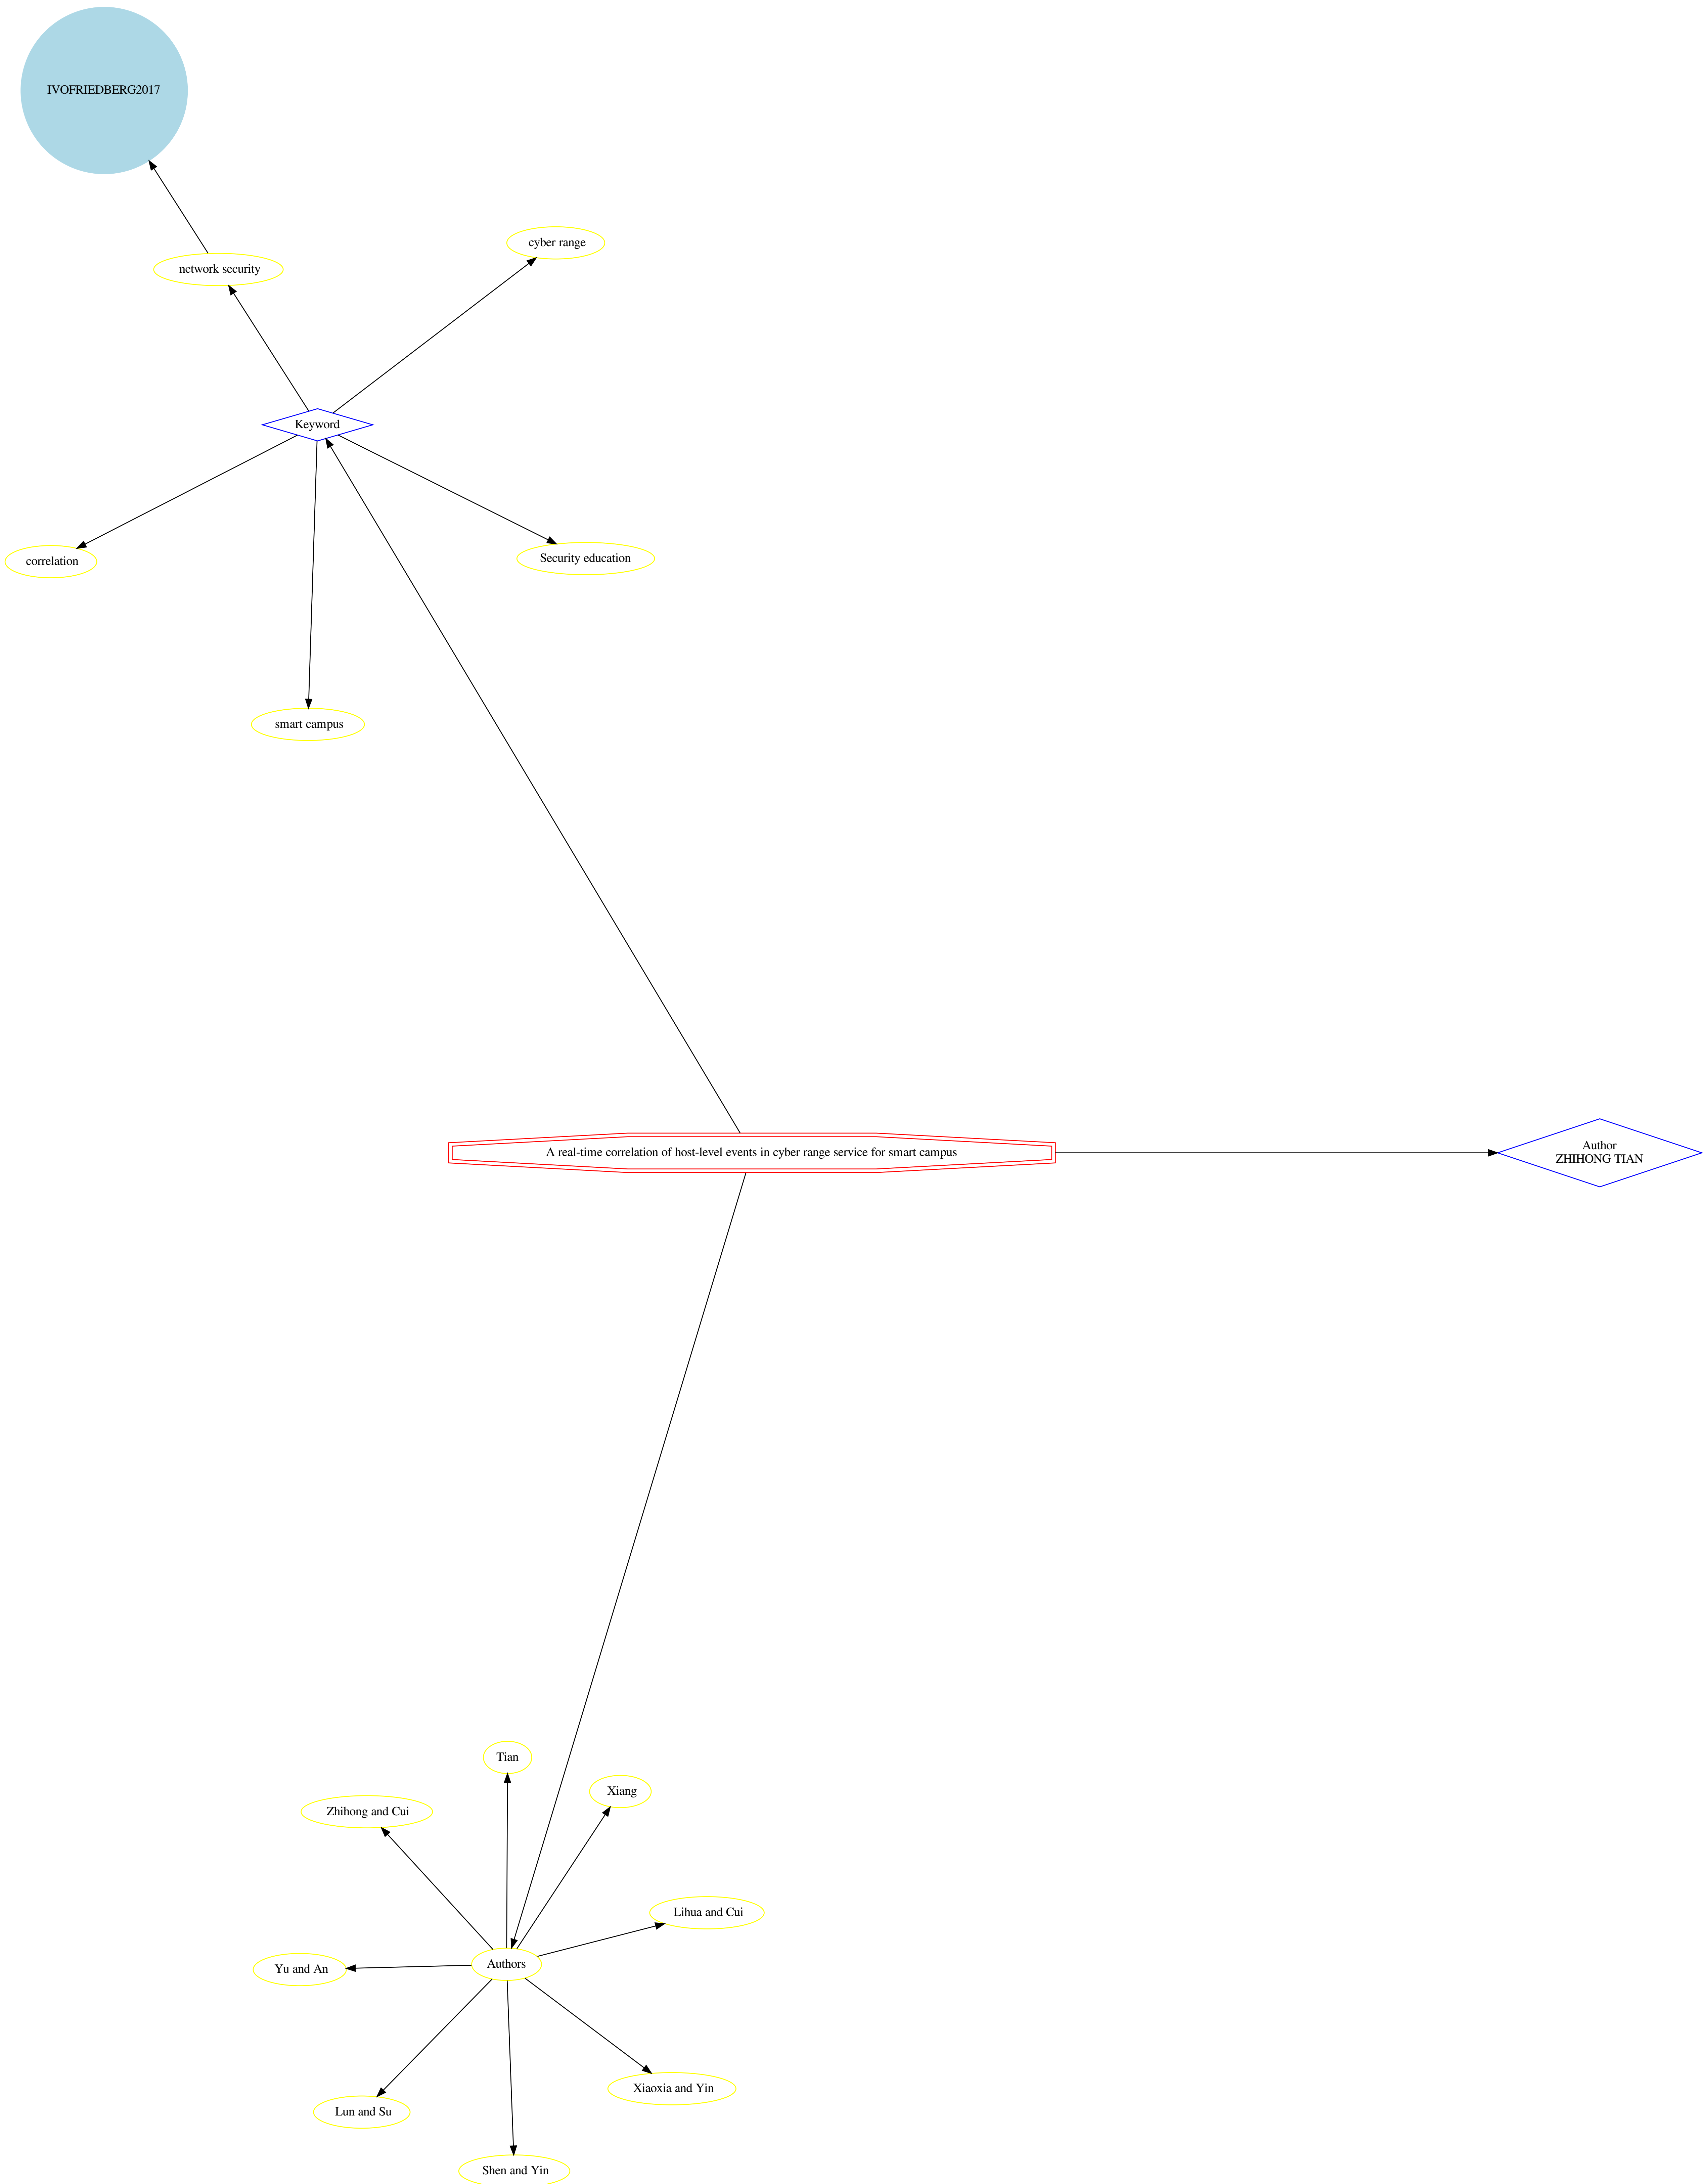 IVOFRIEDBERG2017
cyber range
network security
Keyword
correlation
Security education
smart campus
A real-time correlation of host-level events in cyber range service for smart campus
Author
ZHIHONG TIAN
Tian
Xiang
Zhihong and Cui
Lihua and Cui
Authors
Yu and An
Xiaoxia and Yin
Lun and Su
Shen and Yin